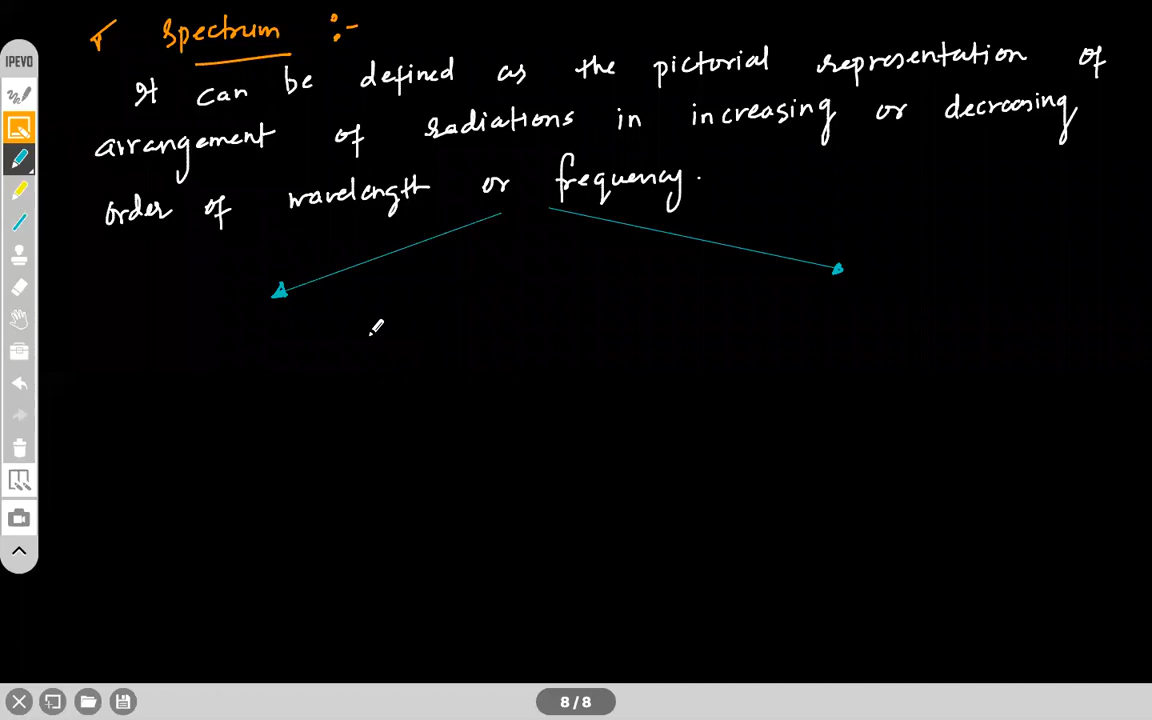 IPEVO
Spectrum :-
It can be defined as the pictorial representation of
arrangement of radiations in increasing or decreasing
order of wavelength or frequency.
8 / 8